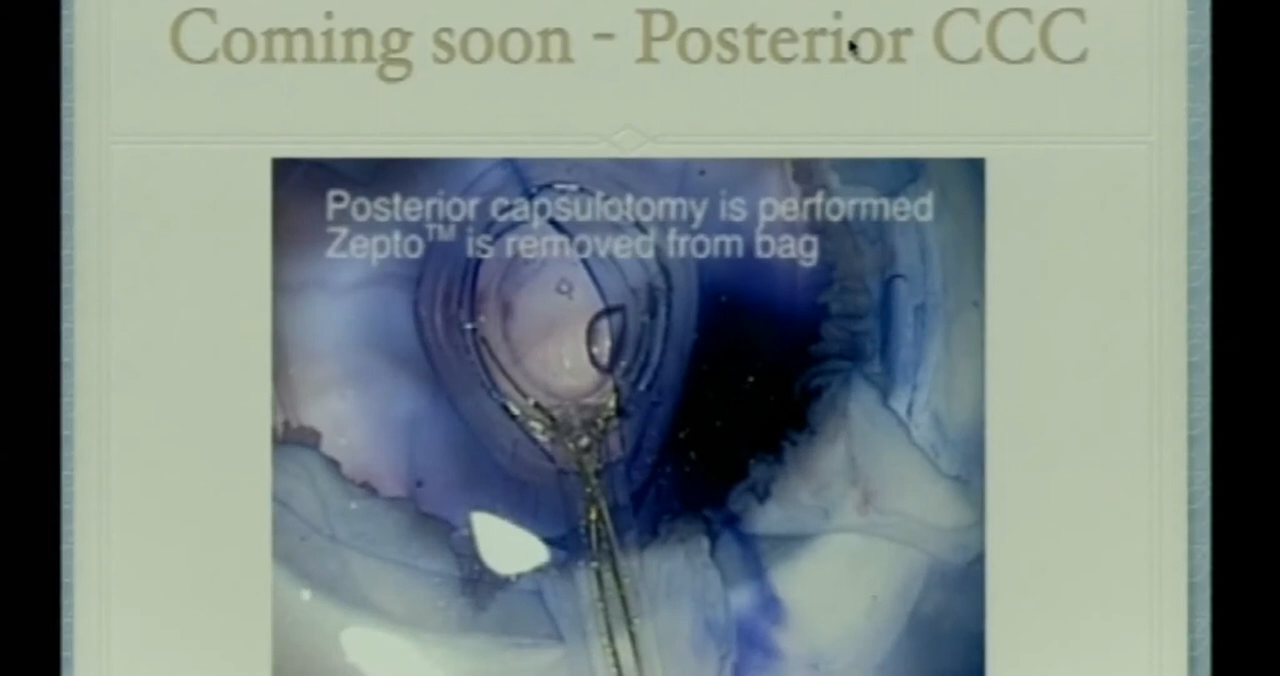 Coming soon - Posterior CCC
Posterior capsulotomy is performed
Zepto™ is removed from bag